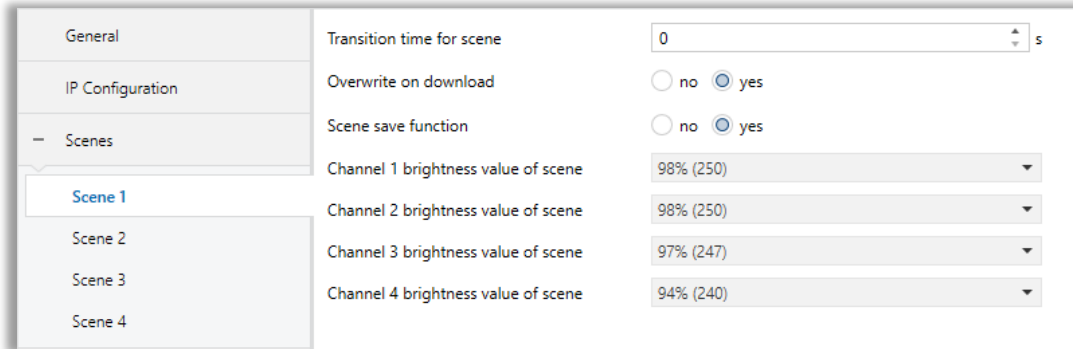 General
IP Configuration
− Scenes
Scene 1
Scene 2
Scene 3
Scene 4
Transition time for scene 0 s
Overwrite on download no yes
Scene save function no yes
Channel 1 brightness value of scene 98% (250)
Channel 2 brightness value of scene 98% (250)
Channel 3 brightness value of scene 97% (247)
Channel 4 brightness value of scene 94% (240)